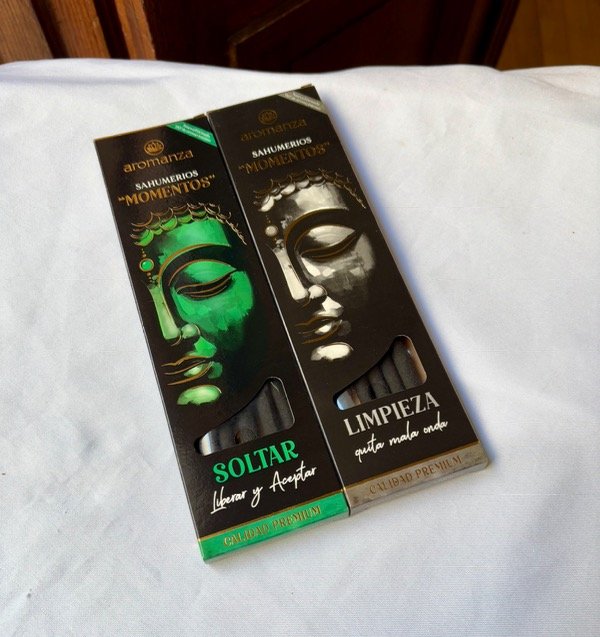 aromanza
SAHUMERIOS
"MOMENTOS"
SOLTAR
Liberar y Aceptar
CALIDAD PREMIUM
aromanza
SAHUMERIOS
"MOMENTOS"
LIMPIEZA
quita mala onda
CALIDAD PREMIUM